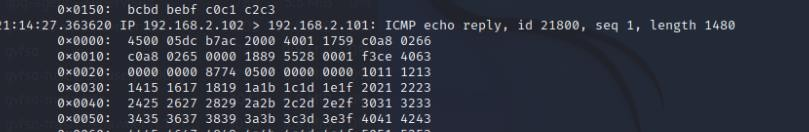 0x0150: bcbd bebf c0c1 c2c3
21:14:27.363620 IP 192.168.2.102 > 192.168.2.101: ICMP echo reply, id 21800, seq 1, length 1480
0x0000: 4500 05dc b7ac 2000 4001 1759 c0a8 0266
0x0010: c0a8 0265 0000 1889 5528 0001 f3ce 4063
0x0020: 0000 0000 8774 0500 0000 0000 1011 1213
0x0030: 1415 1617 1819 1a1b 1c1d 1e1f 2021 2223
0x0040: 2425 2627 2829 2a2b 2c2d 2e2f 3031 3233
0x0050: 3435 3637 3839 3a3b 3c3d 3e3f 4041 4243